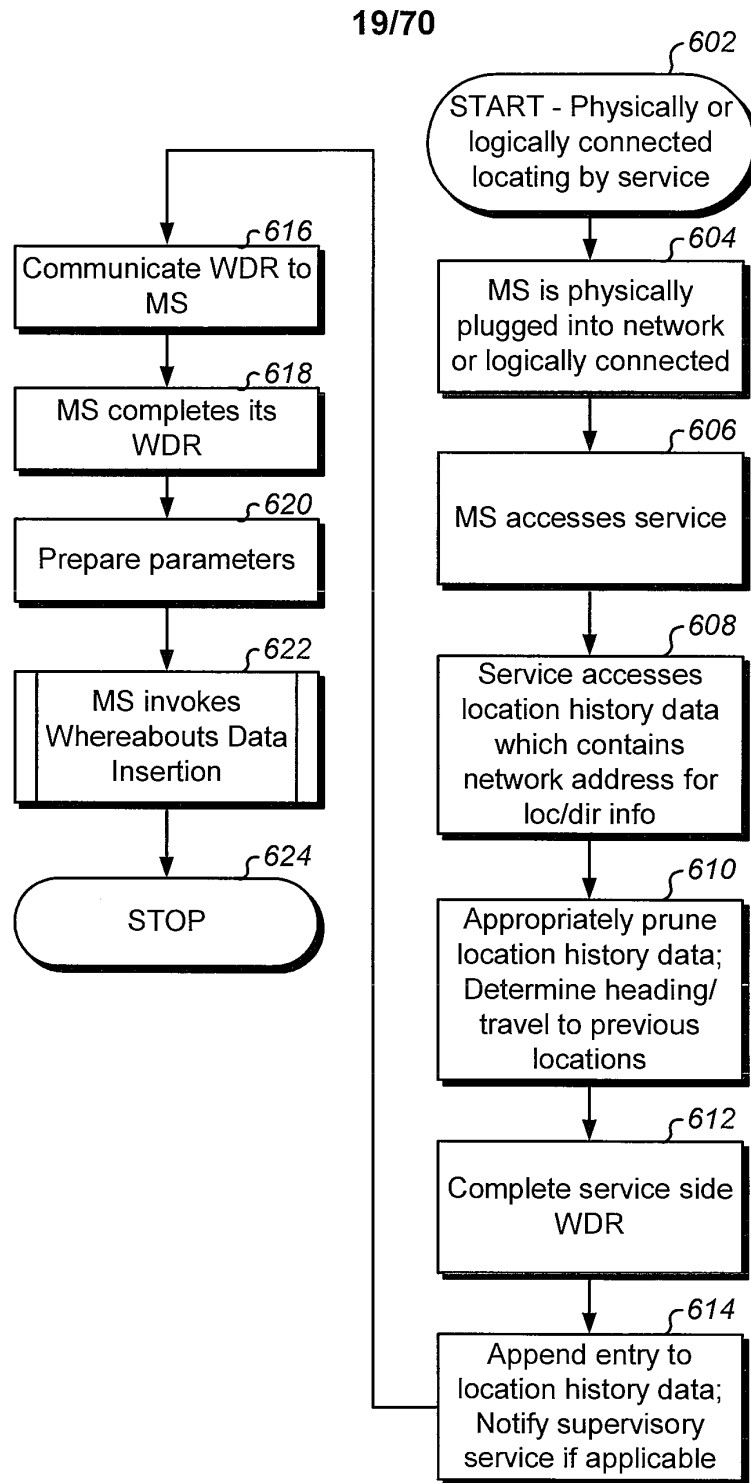 19/70
602
START - Physically or
logically connected
locating by service
604
MS is physically
plugged into network
or logically connected
606
MS accesses service
608
Service accesses
location history data
which contains
network address for
loc/dir info
610
Appropriately prune
location history data;
Determine heading/
travel to previous
locations
612
Complete service side
WDR
614
Append entry to
location history data;
Notify supervisory
service if applicable
616
Communicate WDR to
MS
618
MS completes its
WDR
620
Prepare parameters
622
MS invokes
Whereabouts Data
Insertion
624
STOP